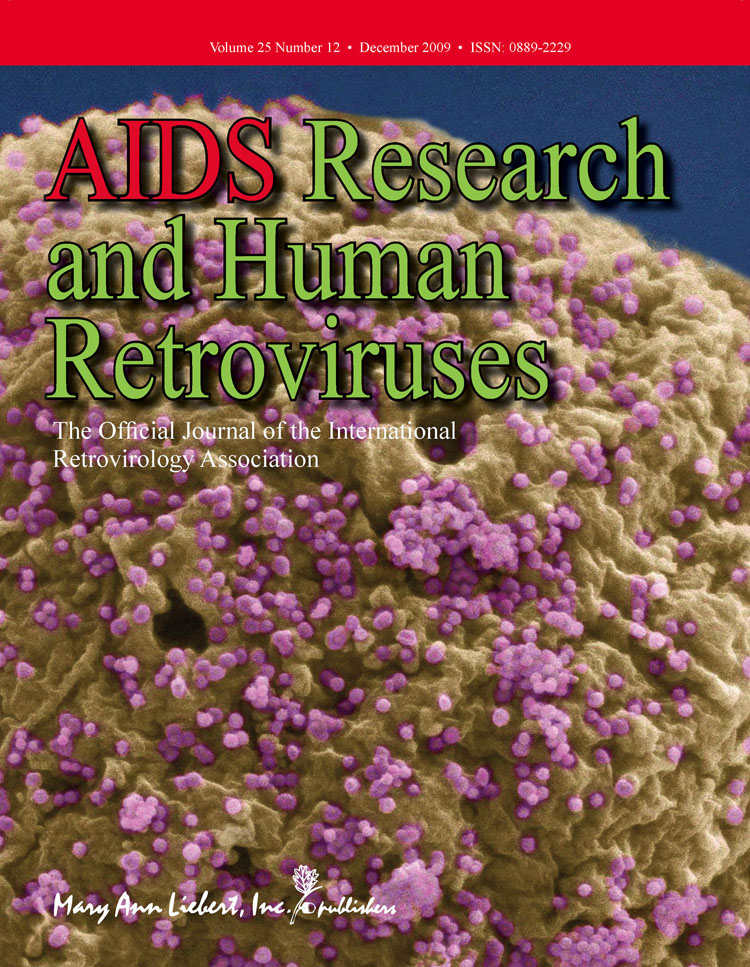 Volume 25 Number 12 • December 2009 • ISSN: 0889-2229
AIDS Research
and Human
Retroviruses
The Official Journal of the International
Retrovirology Association
Mary Ann Liebert, Inc. publishers